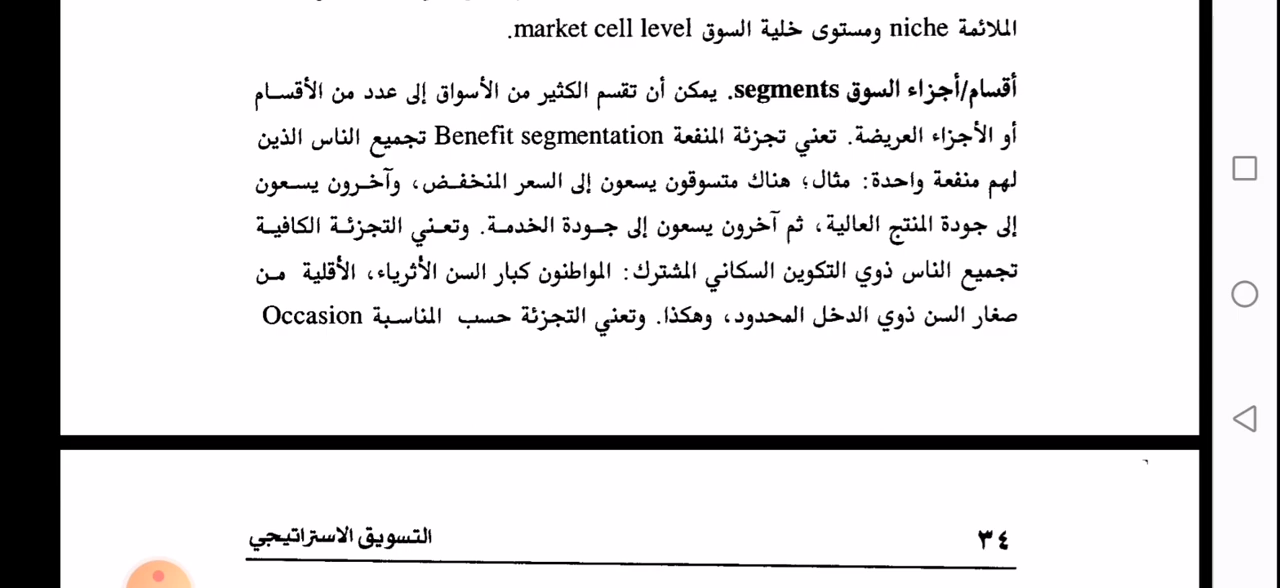 الملائمة niche ومستوى خلية السوق market cell level.
أقسام/أجزاء السوق segments. يمكن أن تقسم الكثير من الأسواق إلى عدد من الأقسام
أو الأجزاء العريضة. تعني تجزئة المنفعة Benefit segmentation تجميع الناس الذين
لهم منفعة واحدة: مثال؛ هناك متسوقون يسعون إلى السعر المنخفض، وآخرون يسعون
إلى جودة المنتج العالية، ثم آخرون يسعون إلى جودة الخدمة. وتعني التجزئة الكافية
تجميع الناس ذوي التكوين السكاني المشترك: المواطنون كبار السن الأثرياء، الأقلية من
صغار السن ذوي الدخل المحدود، وهكذا. وتعني التجزئة حسب المناسبة Occasion
٣٤
التسويق الاستراتيجي